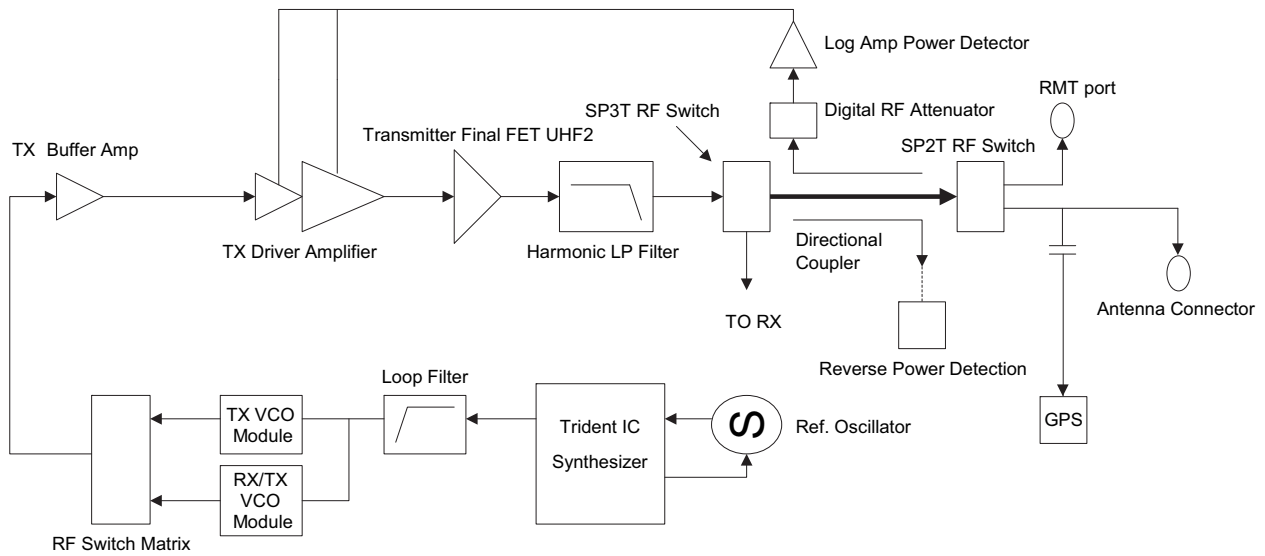 Log Amp Power Detector
RMT port
SP3T RF Switch
Digital RF Attenuator
Transmitter Final FET UHF2
SP2T RF Switch
TX Buffer Amp
TX Driver Amplifier
Harmonic LP Filter
Directional
Coupler
TO RX
Antenna Connector
Reverse Power Detection
Loop Filter
TX VCO
Module
Trident IC
Synthesizer
S
Ref. Oscillator
GPS
RX/TX
VCO
Module
RF Switch Matrix